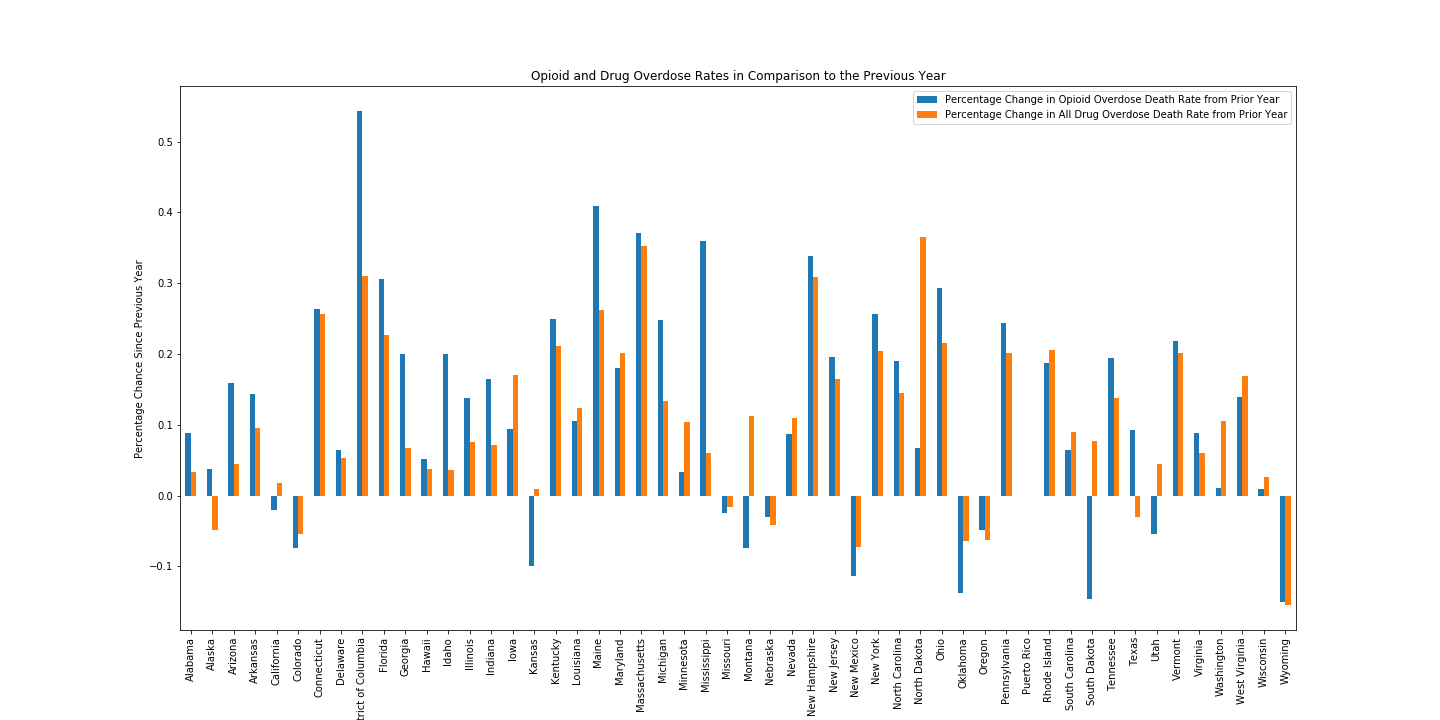 Opioid and Drug Overdose Rates in Comparison to the Previous Year
Percentage Change in Opioid Overdose Death Rate from Prior Year
Percentage Change in All Drug Overdose Death Rate from Prior Year
Percentage Chance Since Previous Year
0.5
0.4
0.3
0.2
0.1
0.0
−0.1
Alabama
Alaska
Arizona
Arkansas
California
Colorado
Connecticut
Delaware
trict of Columbia
Florida
Georgia
Hawaii
Idaho
Illinois
Indiana
Iowa
Kansas
Kentucky
Louisiana
Maine
Maryland
Massachusetts
Michigan
Minnesota
Mississippi
Missouri
Montana
Nebraska
Nevada
New Hampshire
New Jersey
New Mexico
New York
North Carolina
North Dakota
Ohio
Oklahoma
Oregon
Pennsylvania
Puerto Rico
Rhode Island
South Carolina
South Dakota
Tennessee
Texas
Utah
Vermont
Virginia
Washington
West Virginia
Wisconsin
Wyoming